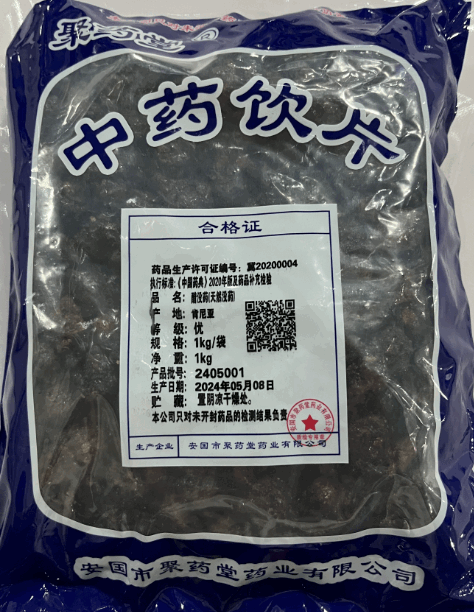 聚药堂
中药饮片
合格证
药品生产许可证编号：冀20200004
执行标准：《中国药典》2020年版及药品补充检验
品 名：醋没药(天然没药)
产 地：肯尼亚
等 级：优
规 格：1kg/袋
净 重：1kg
产品批号：2405001
生产日期：2024年05月08日
贮 藏：置阴凉干燥处。
本公司只对未开封药品的检测结果负责
生产企业 安国市聚药堂药业有限公司
安国市聚药堂药业有限公司